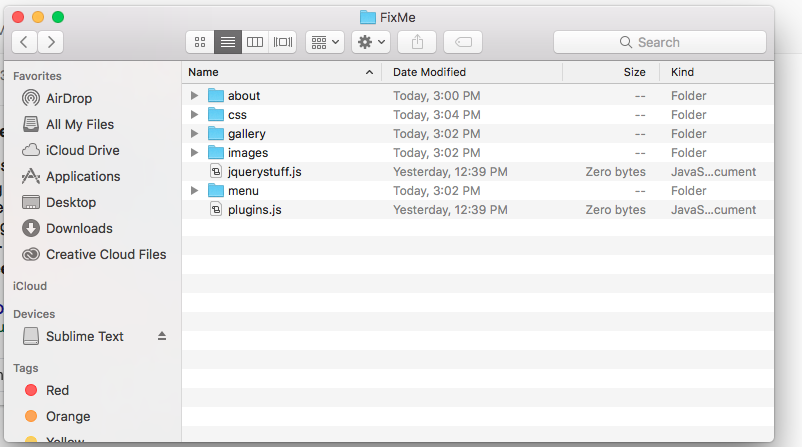 FixMe
Search
Favorites
AirDrop
All My Files
iCloud Drive
Applications
Desktop
Downloads
Creative Cloud Files
iCloud
Devices
Sublime Text
Tags
Red
Orange
Yellow
Name Date Modified Size Kind
about Today, 3:00 PM -- Folder
css Today, 3:04 PM -- Folder
gallery Today, 3:02 PM -- Folder
images Today, 3:02 PM -- Folder
jquerystuff.js Yesterday, 12:39 PM Zero bytes JavaS...cument
menu Today, 3:02 PM -- Folder
plugins.js Yesterday, 12:39 PM Zero bytes JavaS...cument